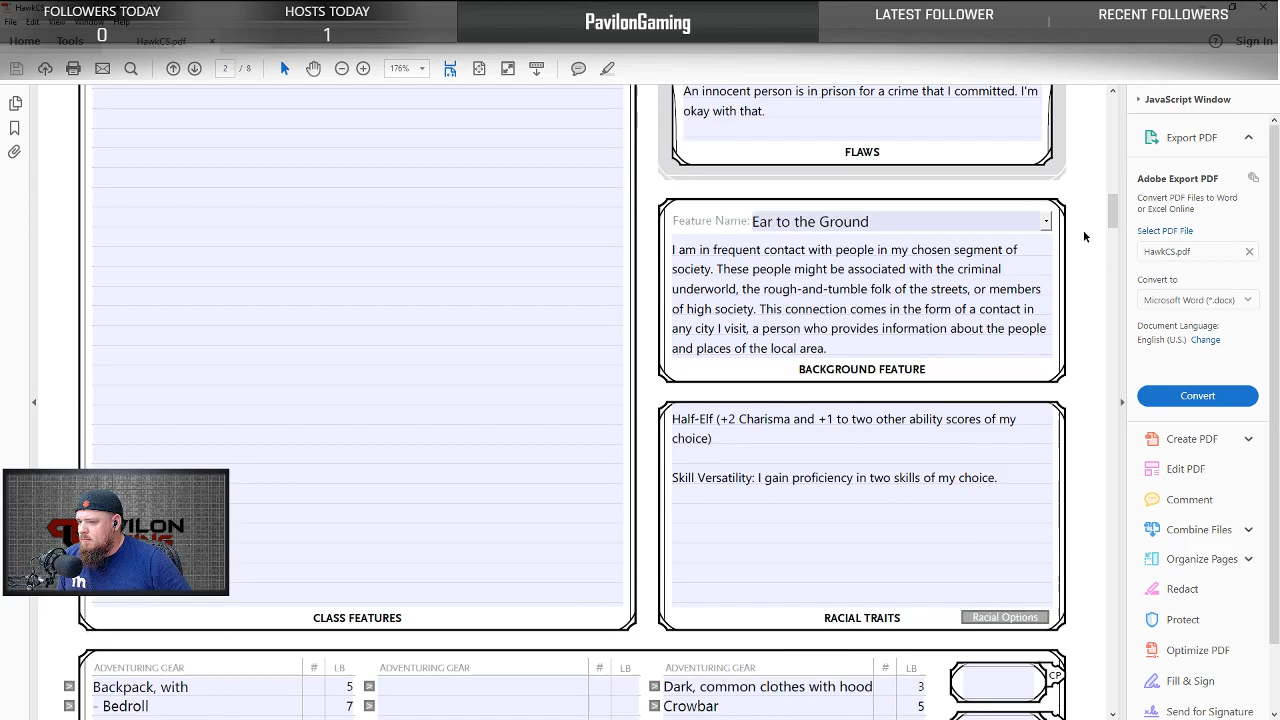 FOLLOWERS TODAY
0
HOSTS TODAY
1
PavilonGaming
LATEST FOLLOWER
RECENT FOLLOWERS
HawkCS
File Edit View Window Help
Home
Tools
HawkCS.pdf
Sign In
2 / 8
176%
An innocent person is in prison for a crime that I committed. I'm
okay with that.
FLAWS
Feature Name: Ear to the Ground
I am in frequent contact with people in my chosen segment of
society. These people might be associated with the criminal
underworld, the rough-and-tumble folk of the streets, or members
of high society. This connection comes in the form of a contact in
any city I visit, a person who provides information about the people
and places of the local area.
BACKGROUND FEATURE
Half-Elf (+2 Charisma and +1 to two other ability scores of my
choice)
Skill Versatility: I gain proficiency in two skills of my choice.
RACIAL TRAITS
Racial Options
CLASS FEATURES
ADVENTURING GEAR # LB ADVENTURING GEAR # LB ADVENTURING GEAR # LB
Backpack, with 5 Dark, common clothes with hood 3
- Bedroll 7 Crowbar 5
CP
JavaScript Window
Export PDF
Adobe Export PDF
Convert PDF Files to Word
or Excel Online
Select PDF File
HawkCS.pdf
Convert to
Microsoft Word (*.docx)
Document Language:
English (U.S.) Change
Convert
Create PDF
Edit PDF
Comment
Combine Files
Organize Pages
Redact
Protect
Optimize PDF
Fill & Sign
Send for Signature